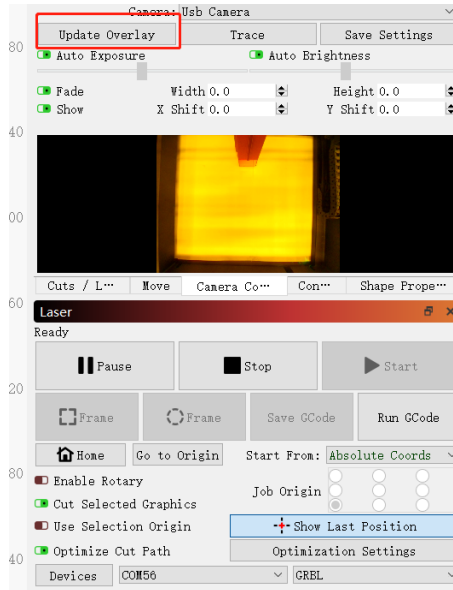 Camera: Usb Camera
Update Overlay Trace Save Settings
80
Auto Exposure Auto Brightness
Fade Width 0.0 Height 0.0
Show X Shift 0.0 Y Shift 0.0
40
00
Cuts / L··· Move Camera Co··· Con··· Shape Prope···
60
Laser
Ready
Pause Stop Start
20
Frame Frame Save GCode Run GCode
Home Go to Origin Start From: Absolute Coords
80
Enable Rotary
Job Origin
Cut Selected Graphics
Use Selection Origin Show Last Position
Optimize Cut Path Optimization Settings
40
Devices COM56 GRBL